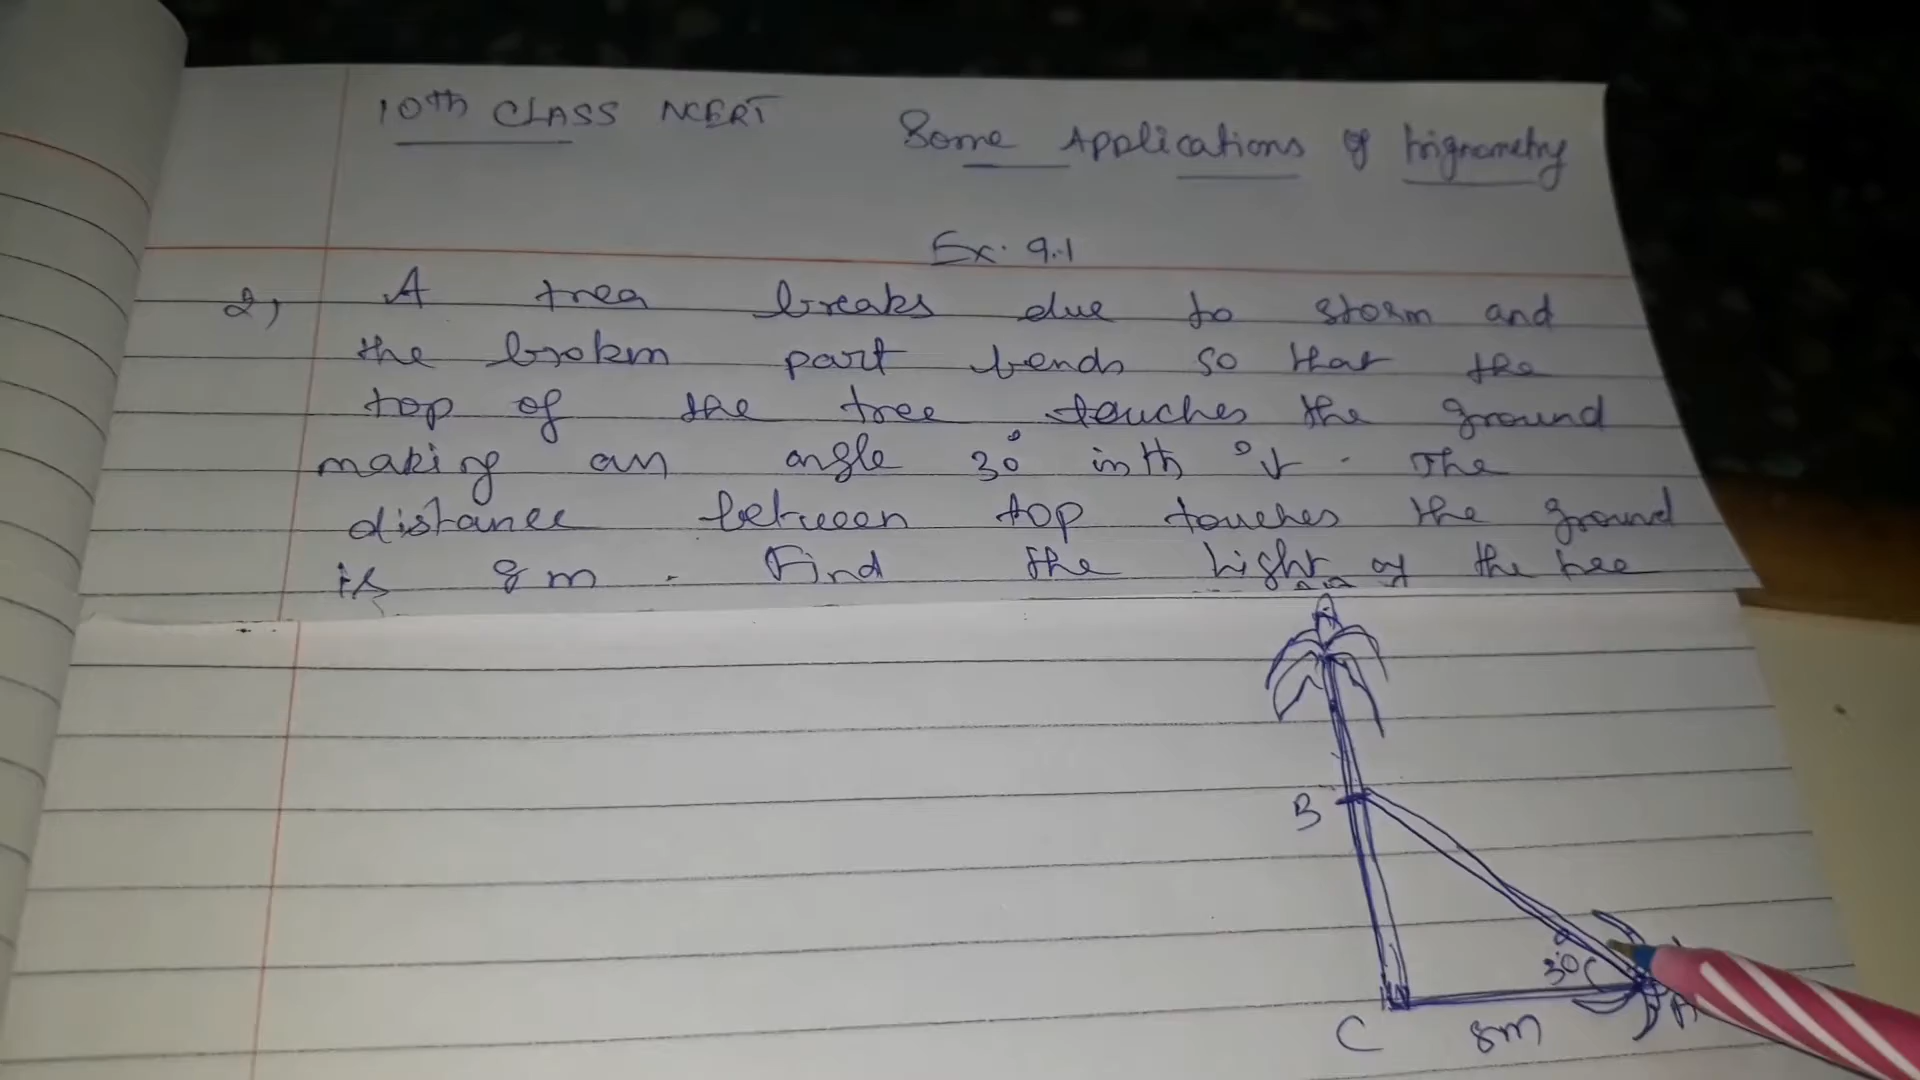 10th CLASS NCERT Some Applications of trignometry
Ex. 9.1
2, A tree breaks due to storm and
the broken part bends so that the
top of the tree touches the ground
making an angle 30° in th it. The
distance between top touches the ground
is 8m. Find the hight of the tree
B
30°
C 8m A